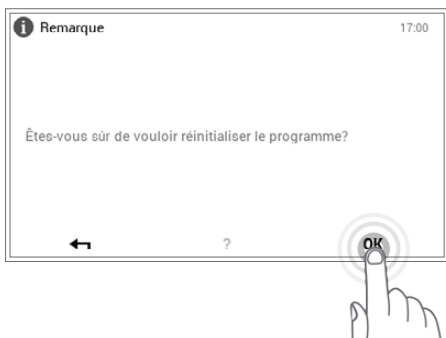 i Remarque 17:00
Êtes-vous sûr de vouloir réinitialiser le programme?
? OK